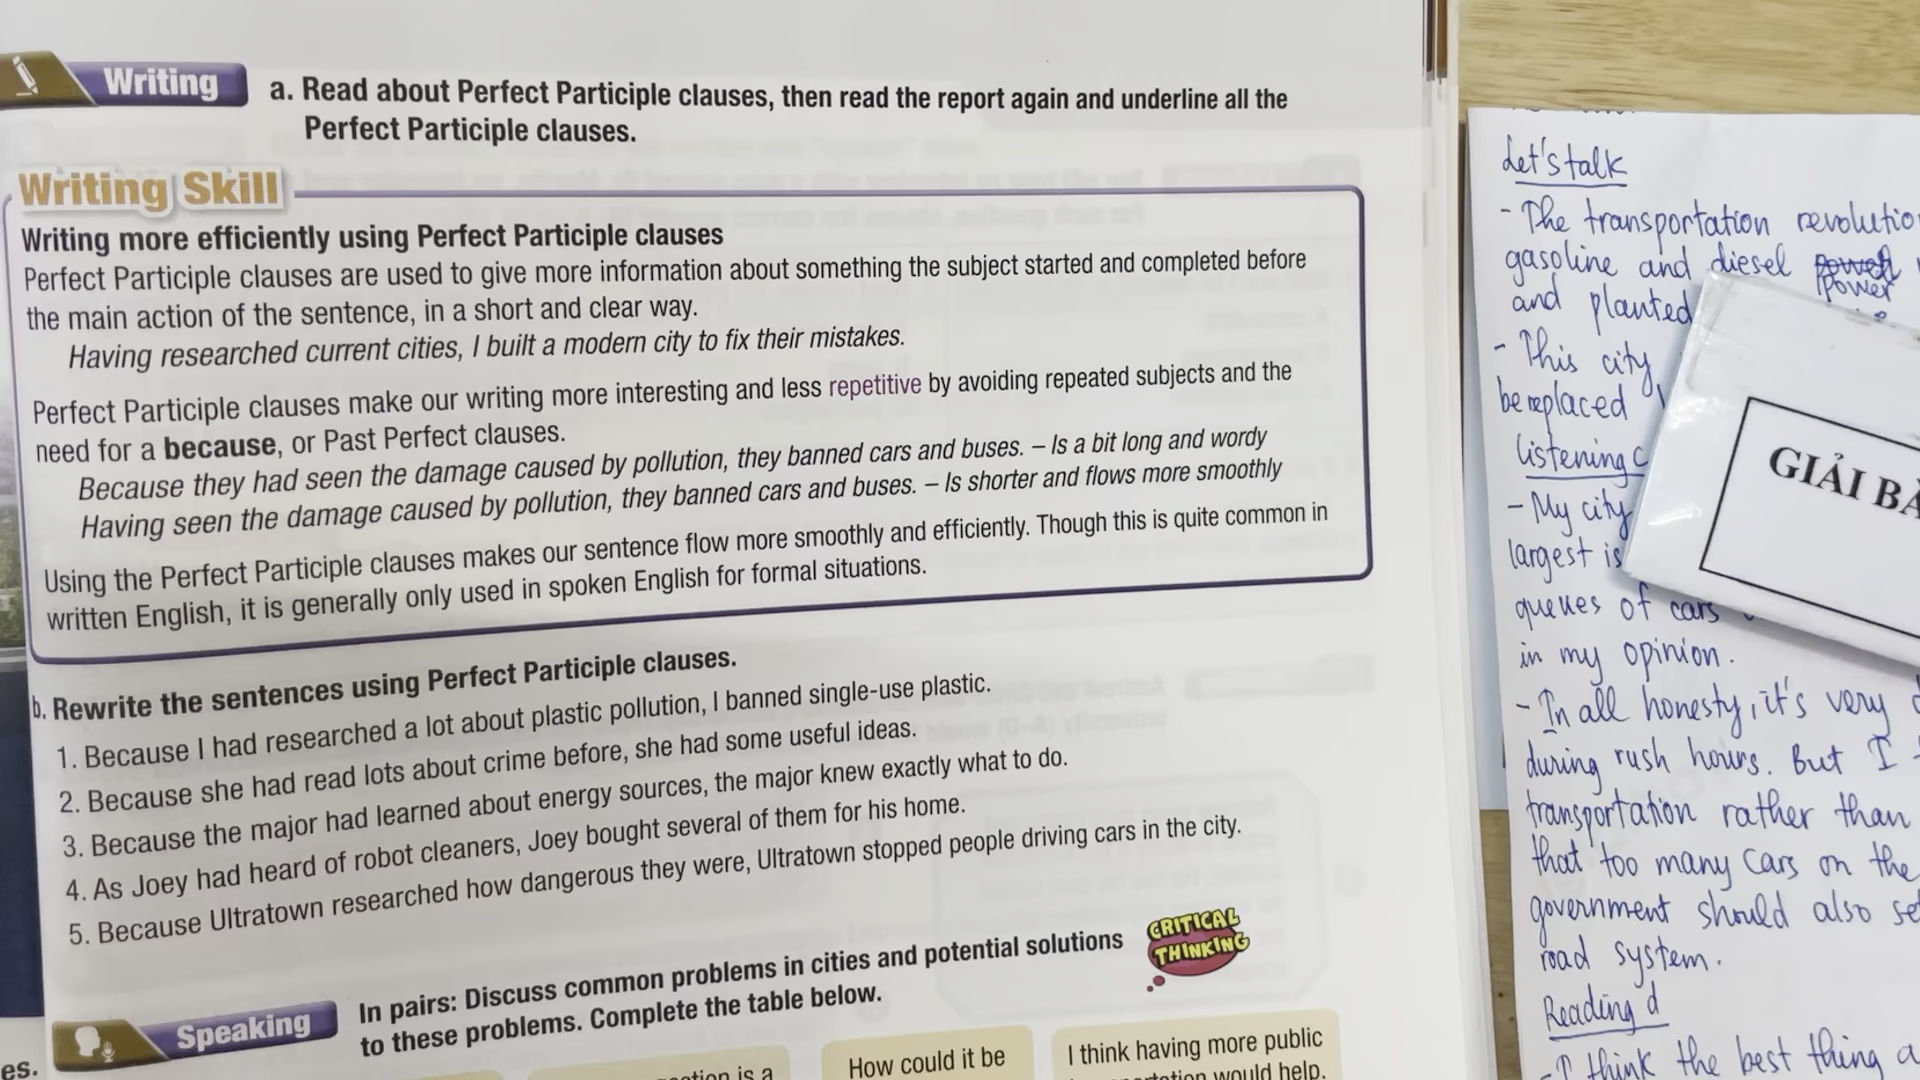 Writing
a. Read about Perfect Participle clauses, then read the report again and underline all the
Perfect Participle clauses.
Writing Skill
Writing more efficiently using Perfect Participle clauses
Perfect Participle clauses are used to give more information about something the subject started and completed before
the main action of the sentence, in a short and clear way.
Having researched current cities, I built a modern city to fix their mistakes.
Perfect Participle clauses make our writing more interesting and less repetitive by avoiding repeated subjects and the
need for a because, or Past Perfect clauses.
Because they had seen the damage caused by pollution, they banned cars and buses. – Is a bit long and wordy
Having seen the damage caused by pollution, they banned cars and buses. – Is shorter and flows more smoothly
Using the Perfect Participle clauses makes our sentence flow more smoothly and efficiently. Though this is quite common in
written English, it is generally only used in spoken English for formal situations.
b. Rewrite the sentences using Perfect Participle clauses.
1. Because I had researched a lot about plastic pollution, I banned single-use plastic.
2. Because she had read lots about crime before, she had some useful ideas.
3. Because the major had learned about energy sources, the major knew exactly what to do.
4. As Joey had heard of robot cleaners, Joey bought several of them for his home.
5. Because Ultratown researched how dangerous they were, Ultratown stopped people driving cars in the city.
CRITICAL
THINKING
Speaking
In pairs: Discuss common problems in cities and potential solutions
to these problems. Complete the table below.
es.
is a
How could it be
I think having more public
would help.
Let's talk
- The transportation
gasoline and diesel power
power
and planted
- This city
be replaced
listening c
- My city
largest is
queues of cars
in my opinion.
- In all honesty, it's very
during rush hours. But I
transportation rather than
that too many cars on the
government should also
road system.
Reading d
- I think the best thing
GIẢI